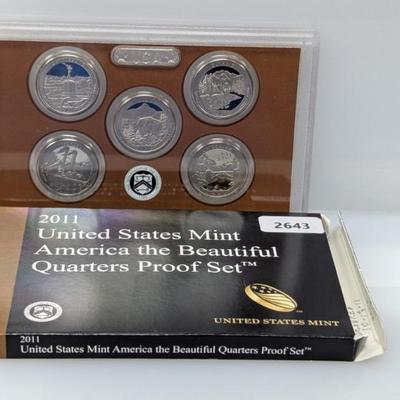 USA
2011
United States Mint
America the Beautiful
Quarters Proof Set™
2643
UNITED STATES MINT
2011
United States Mint America the Beautiful Quarters Proof Set™